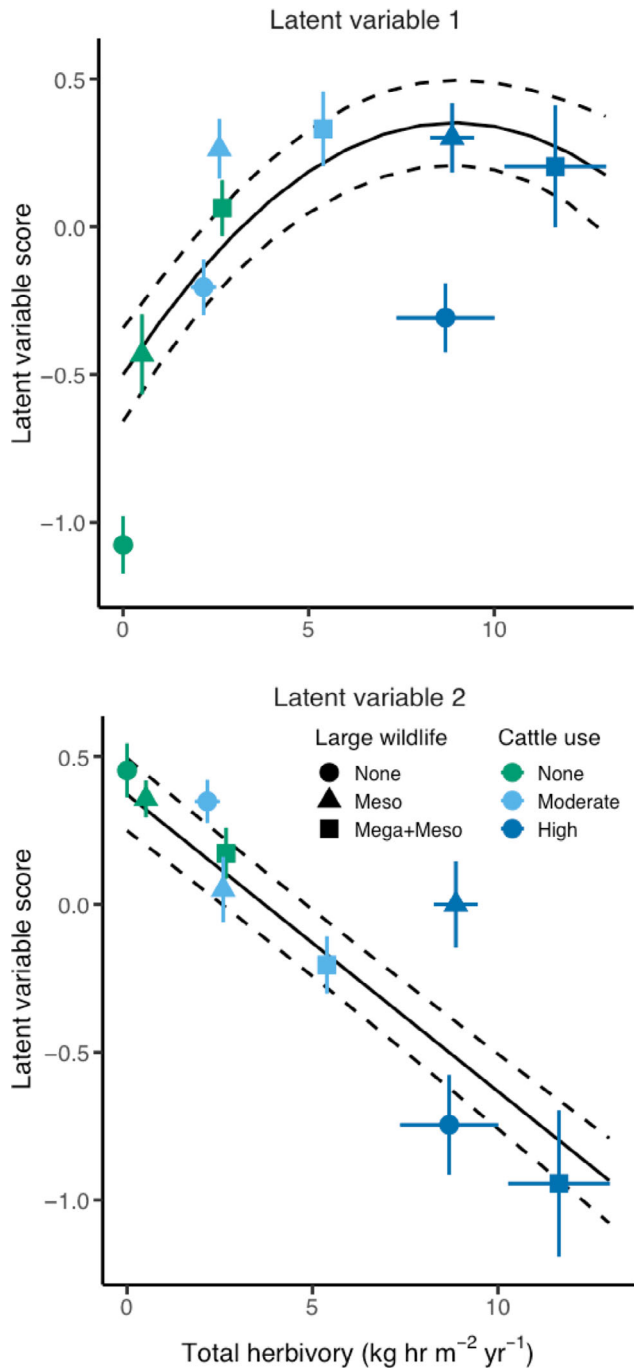 Latent variable 1
Latent variable score
0.5
0.0
−0.5
−1.0
0
5
10
Latent variable 2
Latent variable score
0.5
0.0
−0.5
−1.0
Large wildlife
None
Meso
Mega+Meso
Cattle use
None
Moderate
High
0
5
10
Total herbivory (kg hr m⁻² yr⁻¹)